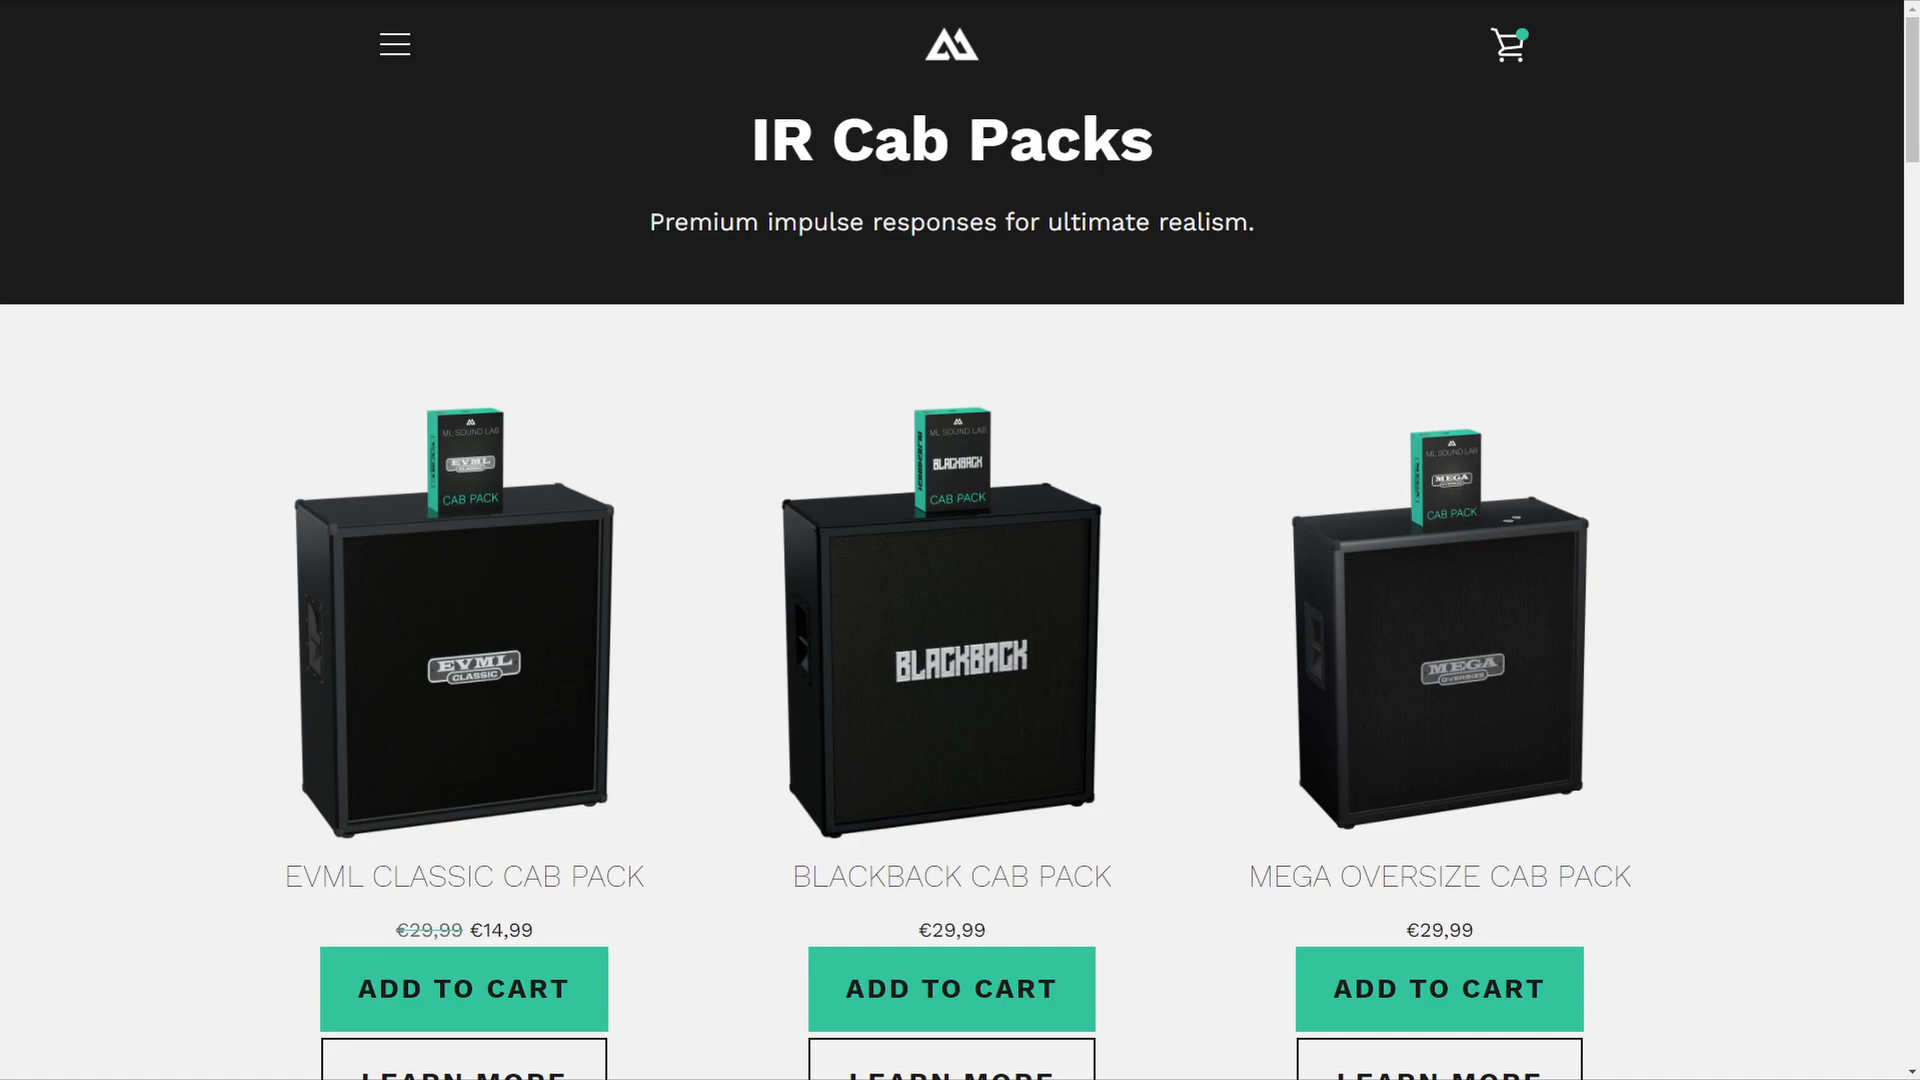 IR Cab Packs
Premium impulse responses for ultimate realism.
ML SOUND LAB
EVML
CLASSIC
CAB PACK
ML SOUND LAB
BLACKBACK
CAB PACK
ML SOUND LAB
MEGA
OVERSIZE
CAB PACK
EVML
CLASSIC
BLACKBACK
MEGA
OVERSIZE
EVML CLASSIC CAB PACK
BLACKBACK CAB PACK
MEGA OVERSIZE CAB PACK
€29,99 €14,99
€29,99
€29,99
ADD TO CART
ADD TO CART
ADD TO CART
LEARN MORE
LEARN MORE
LEARN MORE